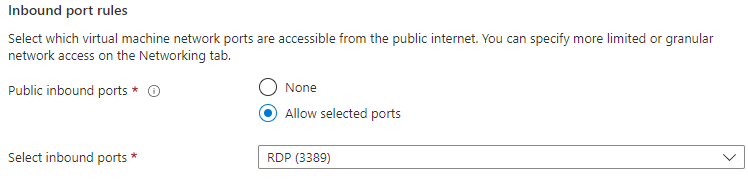 Inbound port rules
Select which virtual machine network ports are accessible from the public internet. You can specify more limited or granular
network access on the Networking tab.
Public inbound ports *
None
Allow selected ports
Select inbound ports *
RDP (3389)